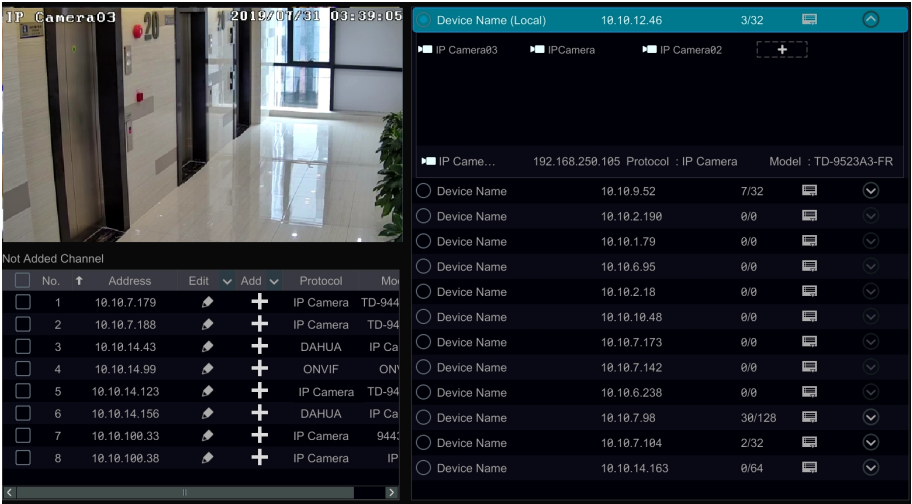 IP Camera03 2019/07/31 03:39:05
20
Not Added Channel
No. Address Edit Add Protocol Mo
1 10.10.7.179 IP Camera TD-944
2 10.10.7.188 IP Camera TD-94
3 10.10.14.43 DAHUA IP Ca
4 10.10.14.99 ONVIF ON
5 10.10.14.123 IP Camera TD-94
6 10.10.14.156 DAHUA IP Ca
7 10.10.100.33 IP Camera 944
8 10.10.100.38 IP Camera IP
Device Name (Local) 10.10.12.46 3/32
IP Camera03 IPCamera IP Camera02
IP Came... 192.168.250.105 Protocol : IP Camera Model : TD-9523A3-FR
Device Name 10.10.9.52 7/32
Device Name 10.10.2.190 0/0
Device Name 10.10.1.79 0/0
Device Name 10.10.6.95 0/0
Device Name 10.10.2.18 0/0
Device Name 10.10.10.48 0/0
Device Name 10.10.7.173 0/0
Device Name 10.10.7.142 0/0
Device Name 10.10.6.238 0/0
Device Name 10.10.7.98 30/128
Device Name 10.10.7.104 2/32
Device Name 10.10.14.163 0/64